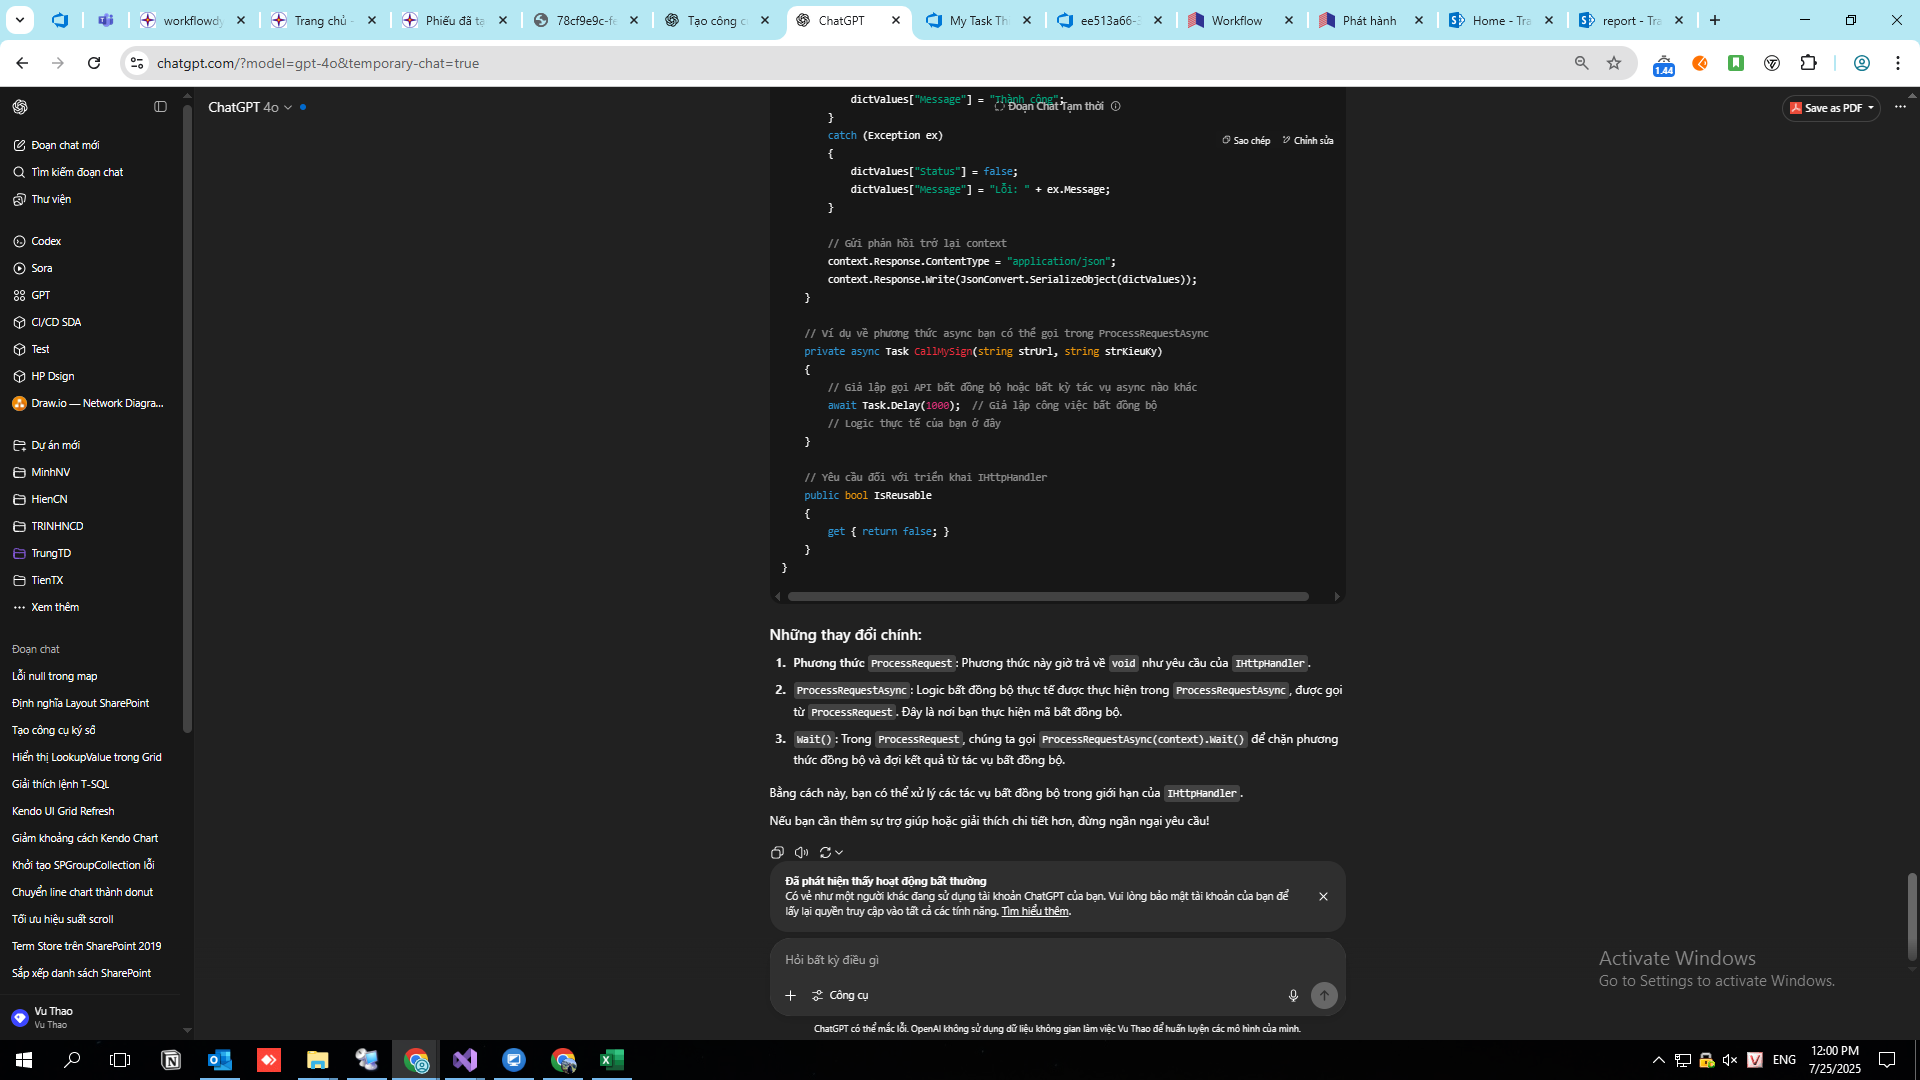 workflowdy
Trang chủ -
Phiếu đã tạ
78cf9e9c-fe
Tạo công c
ChatGPT
My Task Th
ee513a66-3
Workflow
Phát hành
Home - Tra
report - Tra
chatgpt.com/?model=gpt-4o&temporary-chat=true
1.44
ChatGPT 4o
Đoạn Chat Tạm thời
Save as PDF
Đoạn chat mới
Tìm kiếm đoạn chat
Thư viện
Codex
Sora
GPT
CI/CD SDA
Test
HP Dsign
Draw.io — Network Diagra...
Dự án mới
MinhNV
HienCN
TRINHNCD
TrungTD
TienTX
Xem thêm
Đoạn chat
Lỗi null trong map
Định nghĩa Layout SharePoint
Tạo công cụ ký số
Hiển thị LookupValue trong Grid
Giải thích lệnh T-SQL
Kendo UI Grid Refresh
Giảm khoảng cách Kendo Chart
Khởi tạo SPGroupCollection lỗi
Chuyển line chart thành donut
Tối ưu hiệu suất scroll
Term Store trên SharePoint 2019
Sắp xếp danh sách SharePoint
Vu Thao
Vu Thao
dictValues["Message"] = "Thành công";
}
catch (Exception ex)
Sao chép
Chỉnh sửa
{
dictValues["Status"] = false;
dictValues["Message"] = "Lỗi: " + ex.Message;
}
// Gửi phản hồi trở lại context
context.Response.ContentType = "application/json";
context.Response.Write(JsonConvert.SerializeObject(dictValues));
}
// Ví dụ về phương thức async bạn có thể gọi trong ProcessRequestAsync
private async Task CallMySign(string strUrl, string strKieuKy)
{
// Giả lập gọi API bất đồng bộ hoặc bất kỳ tác vụ async nào khác
await Task.Delay(1000);  // Giả lập công việc bất đồng bộ
// Logic thực tế của bạn ở đây
}
// Yêu cầu đối với triển khai IHttpHandler
public bool IsReusable
{
get { return false; }
}
}
Những thay đổi chính:
1. Phương thức ProcessRequest: Phương thức này giờ trả về void như yêu cầu của IHttpHandler.
2. ProcessRequestAsync: Logic bất đồng bộ thực tế được thực hiện trong ProcessRequestAsync, được gọi
từ ProcessRequest. Đây là nơi bạn thực hiện mã bất đồng bộ.
3. Wait(): Trong ProcessRequest, chúng ta gọi ProcessRequestAsync(context).Wait() để chặn phương
thức đồng bộ và đợi kết quả từ tác vụ bất đồng bộ.
Bằng cách này, bạn có thể xử lý các tác vụ bất đồng bộ trong giới hạn của IHttpHandler.
Nếu bạn cần thêm sự trợ giúp hoặc giải thích chi tiết hơn, đừng ngần ngại yêu cầu!
Đã phát hiện thấy hoạt động bất thường
Có vẻ như một người khác đang sử dụng tài khoản ChatGPT của bạn. Vui lòng bảo mật tài khoản của bạn để
lấy lại quyền truy cập vào tất cả các tính năng. Tìm hiểu thêm.
Hỏi bất kỳ điều gì
Công cụ
ChatGPT có thể mắc lỗi. OpenAI không sử dụng dữ liệu không gian làm việc Vu Thao để huấn luyện các mô hình của mình.
Activate Windows
Go to Settings to activate Windows.
ENG
12:00 PM
7/25/2025